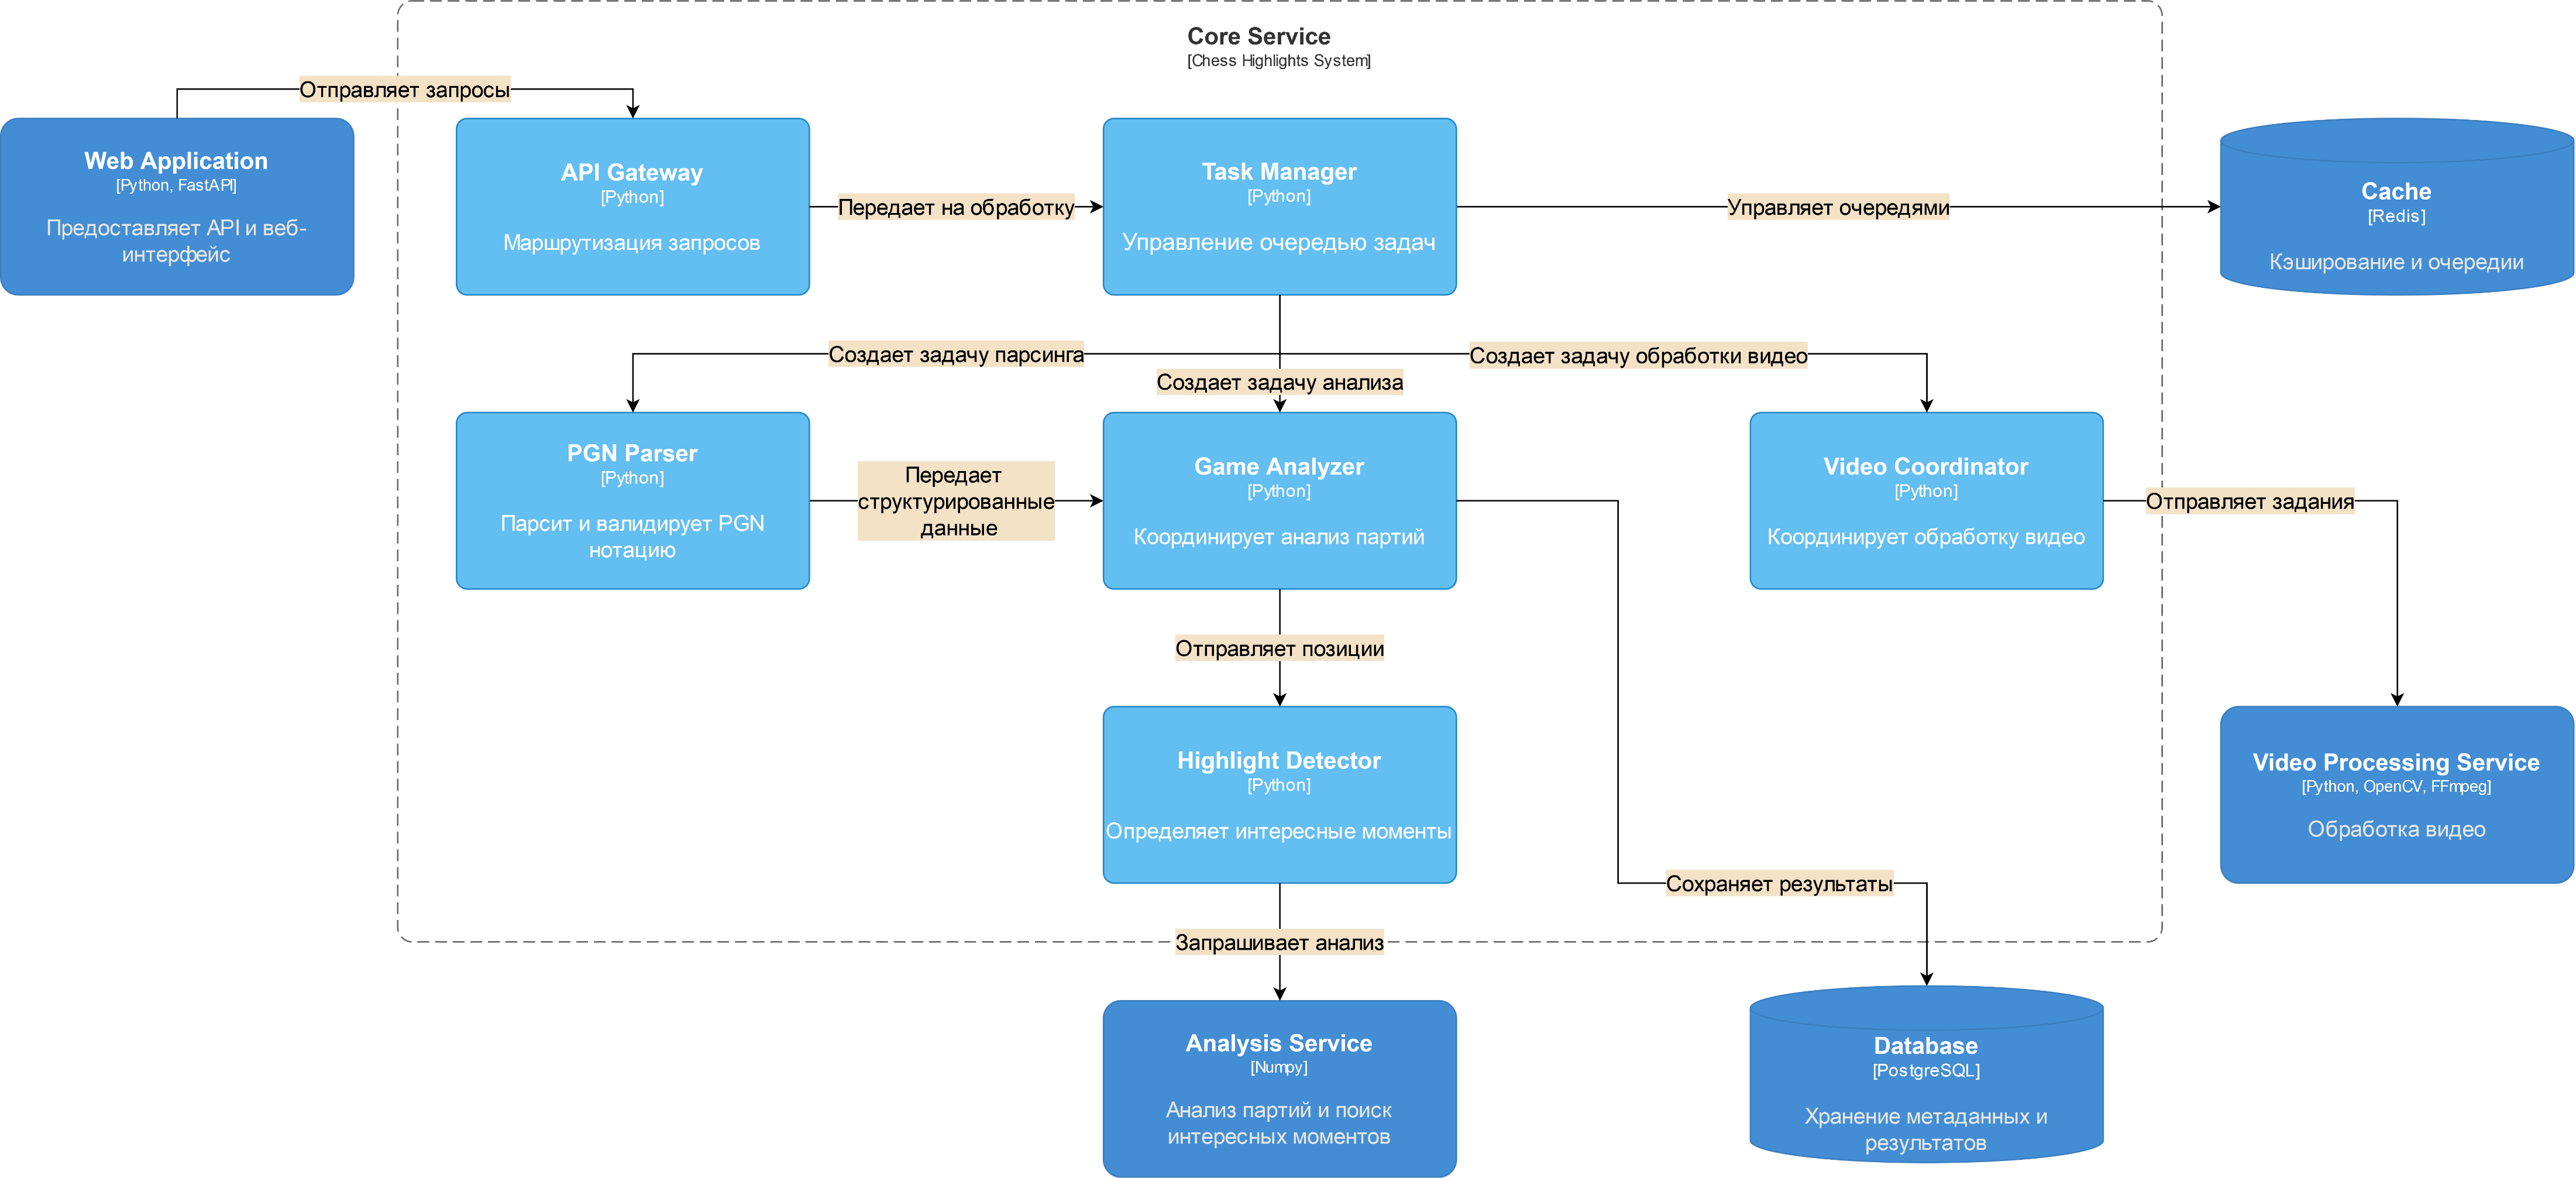 Core Service
[Chess Highlights System]
Отправляет запросы
Web Application
[Python, FastAPI]
Предоставляет API и веб-
интерфейс
API Gateway
[Python]
Маршрутизация запросов
Передает на обработку
Task Manager
[Python]
Управление очередью задач
Управляет очередями
Cache
[Redis]
Кэширование и очередии
Создает задачу парсинга
Создает задачу анализа
Создает задачу обработки видео
PGN Parser
[Python]
Парсит и валидирует PGN
нотацию
Передает
структурированные
данные
Game Analyzer
[Python]
Координирует анализ партий
Video Coordinator
[Python]
Координирует обработку видео
Отправляет задания
Отправляет позиции
Highlight Detector
[Python]
Определяет интересные моменты
Video Processing Service
[Python, OpenCV, FFmpeg]
Обработка видео
Сохраняет результаты
Запрашивает анализ
Analysis Service
[Numpy]
Анализ партий и поиск
интересных моментов
Database
[PostgreSQL]
Хранение метаданных и
результатов